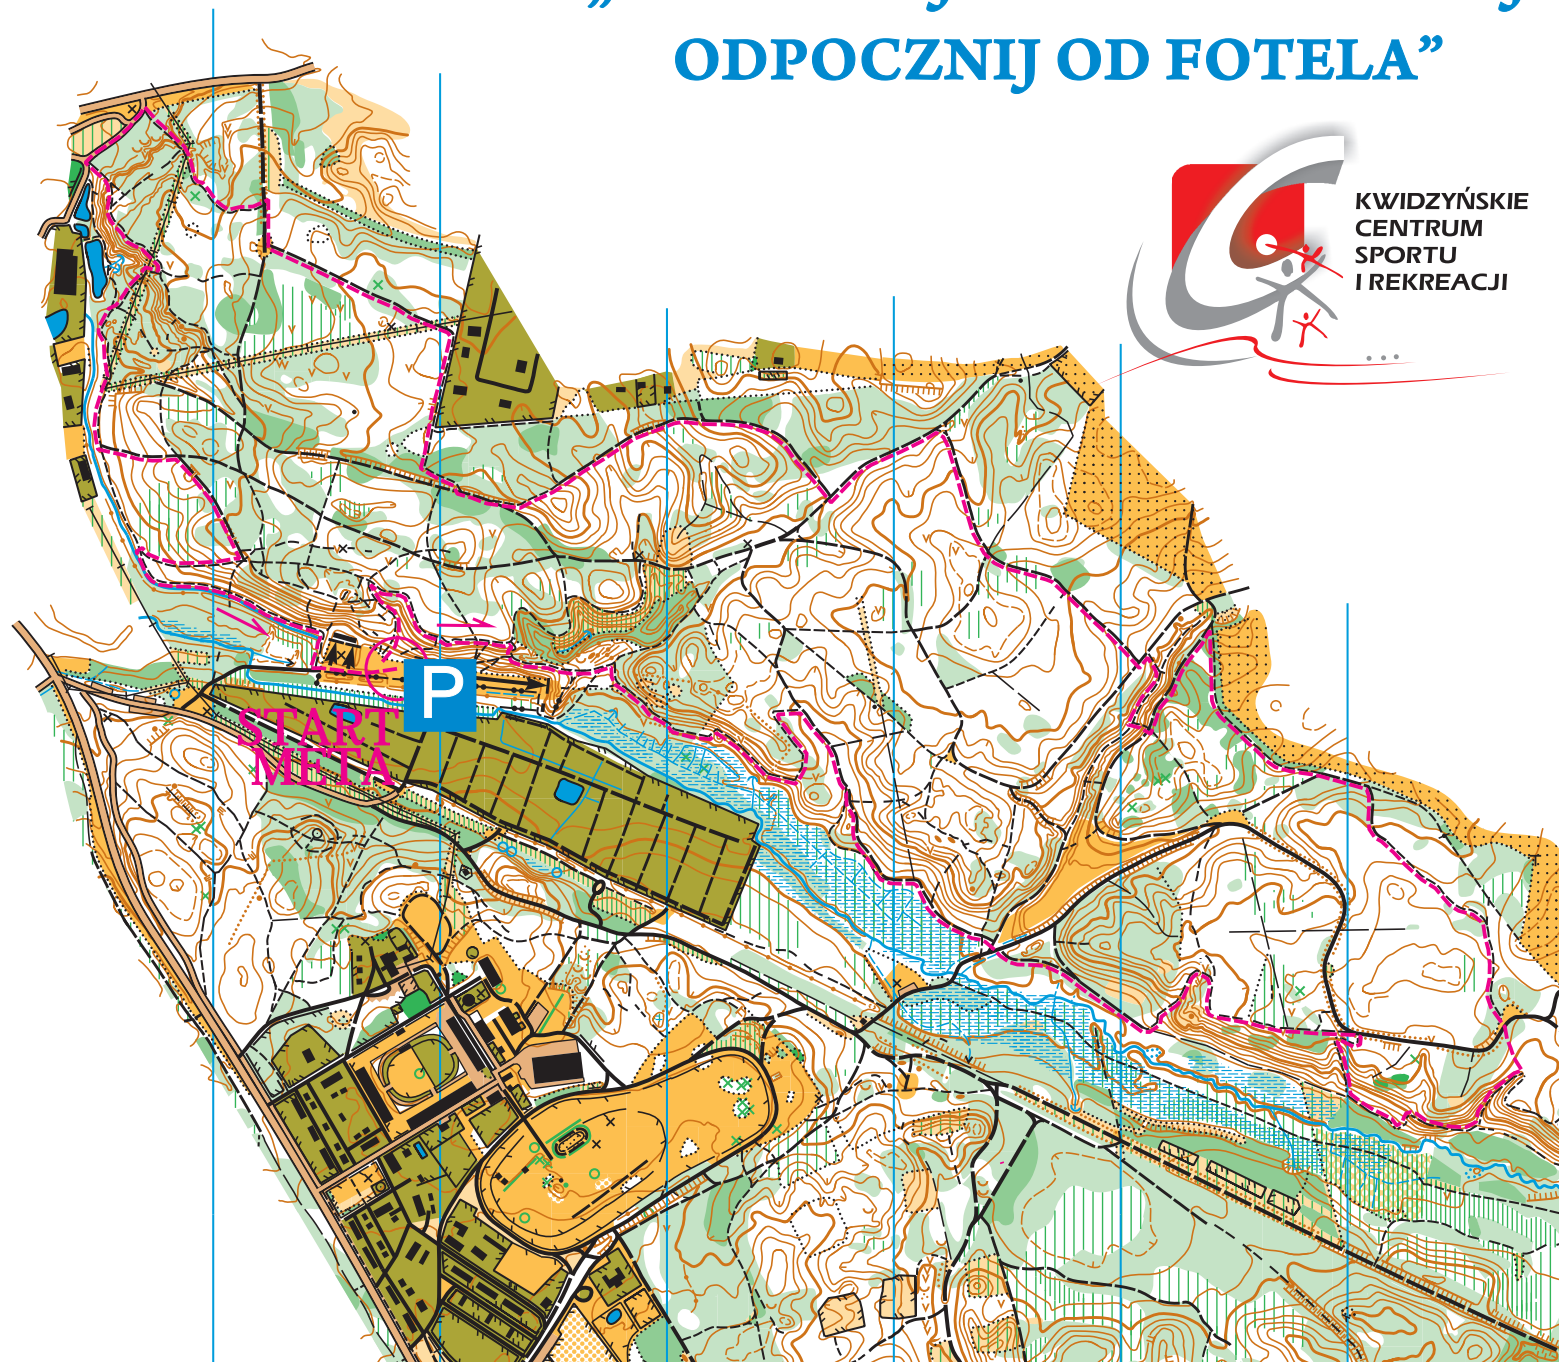 ODPOCZNIJ OD FOTELA”
KWIDZYŃSKIE
CENTRUM
SPORTU
I REKREACJI
P
START
META